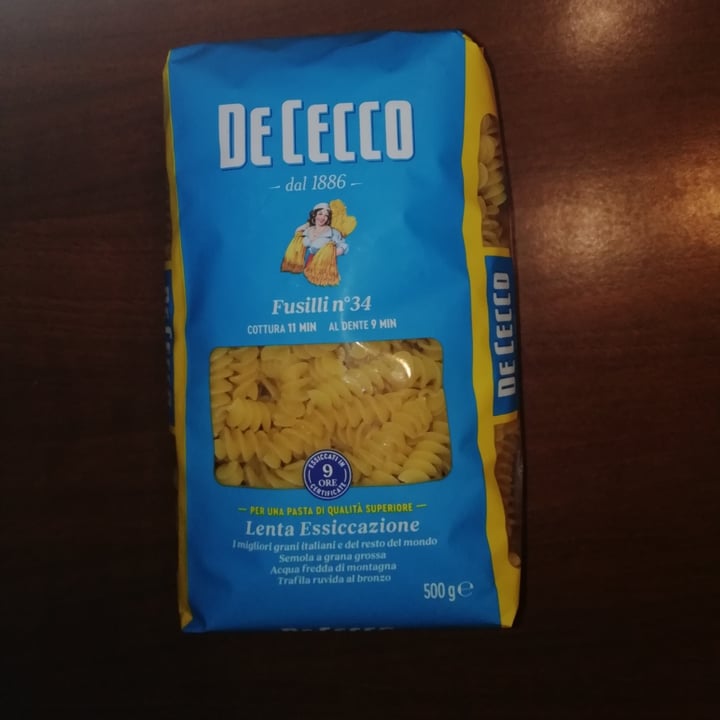 DE CECCO
dal 1886
Fusilli n°34
COTTURA 11 MIN AL DENTE 9 MIN
ESSICCATI IN
9
ORE
CERTIFICATE
PER UNA PASTA DI QUALITÀ SUPERIORE
Lenta Essiccazione
I migliori grani italiani e del resto del mondo
Semola a grana grossa
Acqua fredda di montagna
Trafila ruvida al bronzo
500 g ℮
DE CECCO